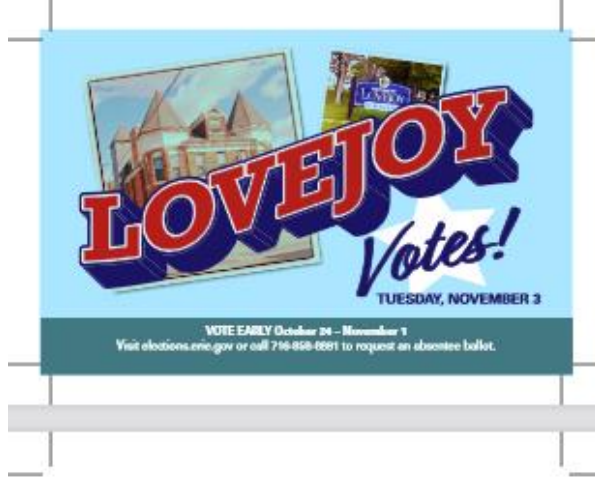 LOVEJOY
LOVEJOY
Votes!
TUESDAY, NOVEMBER 3
VOTE EARLY October 24 – November 1
Visit elections.erie.gov or call 716-858-8891 to request an absentee ballot.